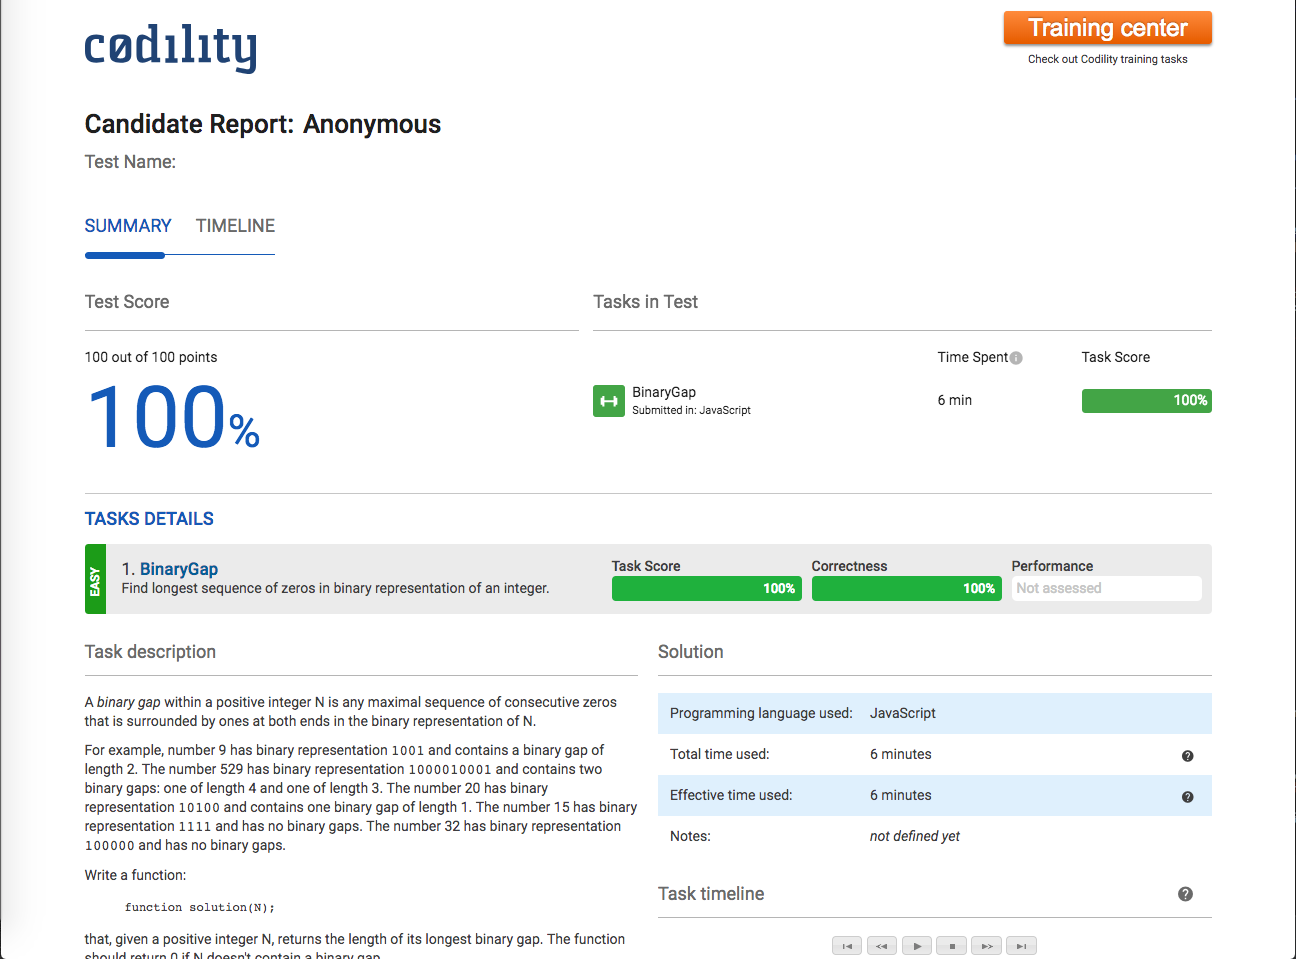 cødility
Training center
Check out Codility training tasks
Candidate Report: Anonymous
Test Name:
SUMMARY TIMELINE
Test Score
100 out of 100 points
100%
Tasks in Test
Time Spent Task Score
BinaryGap
Submitted in: JavaScript
6 min
100%
TASKS DETAILS
EASY
1. BinaryGap
Find longest sequence of zeros in binary representation of an integer.
Task Score
100%
Correctness
100%
Performance
Not assessed
Task description
A binary gap within a positive integer N is any maximal sequence of consecutive zeros
that is surrounded by ones at both ends in the binary representation of N.
For example, number 9 has binary representation 1001 and contains a binary gap of
length 2. The number 529 has binary representation 1000010001 and contains two
binary gaps: one of length 4 and one of length 3. The number 20 has binary
representation 10100 and contains one binary gap of length 1. The number 15 has binary
representation 1111 and has no binary gaps. The number 32 has binary representation
100000 and has no binary gaps.
Write a function:
function solution(N);
that, given a positive integer N, returns the length of its longest binary gap. The function
should return 0 if N doesn't contain a binary gap.
Solution
Programming language used: JavaScript
Total time used: 6 minutes
Effective time used: 6 minutes
Notes: not defined yet
Task timeline